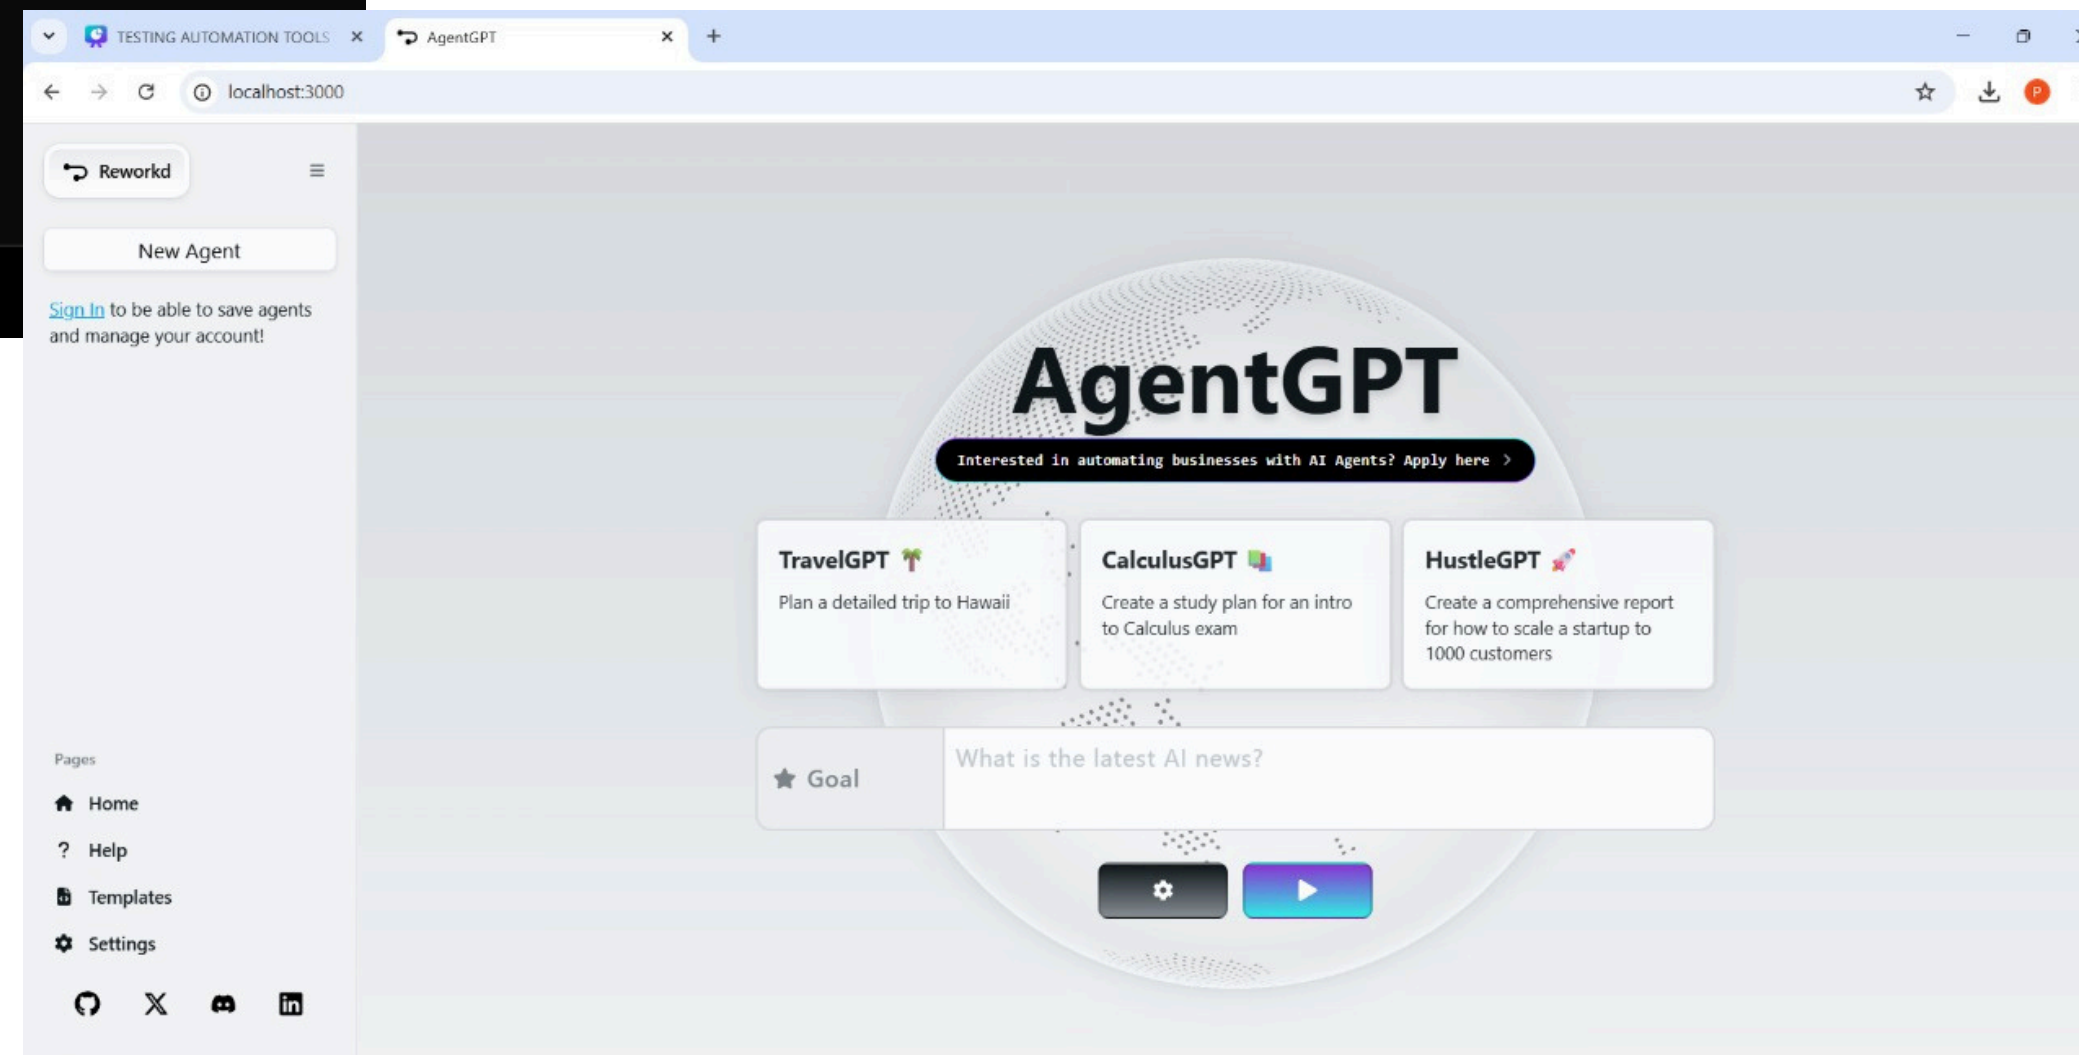 TESTING AUTOMATION TOOLS
AgentGPT
localhost:3000
P
Reworkd
New Agent
Sign In to be able to save agents
and manage your account!
AgentGPT
Interested in automating businesses with AI Agents? Apply here >
TravelGPT 🌴
Plan a detailed trip to Hawaii
CalculusGPT 📚
Create a study plan for an intro
to Calculus exam
HustleGPT 🚀
Create a comprehensive report
for how to scale a startup to
1000 customers
Goal
What is the latest AI news?
Pages
Home
? Help
Templates
Settings